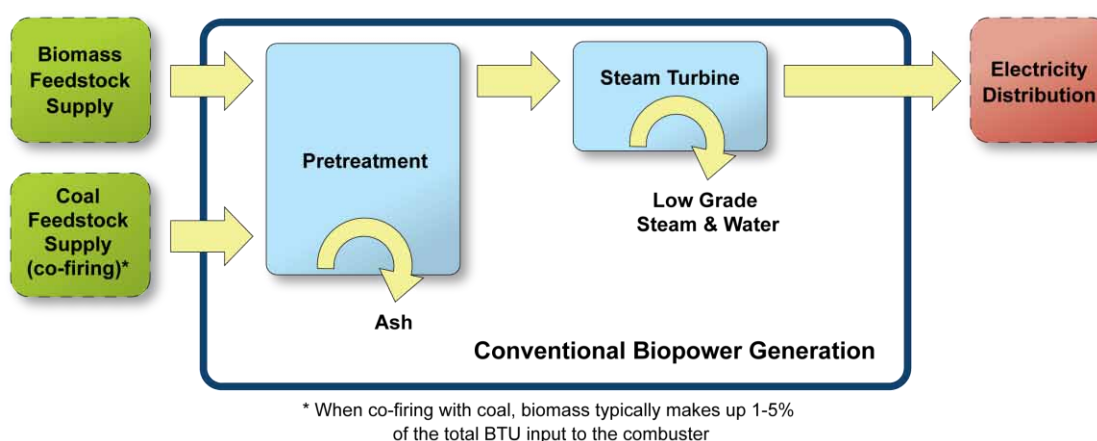 Biomass
Feedstock
Supply
Coal
Feedstock
Supply
(co-firing)*
Pretreatment
Ash
Steam Turbine
Low Grade
Steam & Water
Electricity
Distribution
Conventional Biopower Generation
* When co-firing with coal, biomass typically makes up 1-5%
of the total BTU input to the combuster